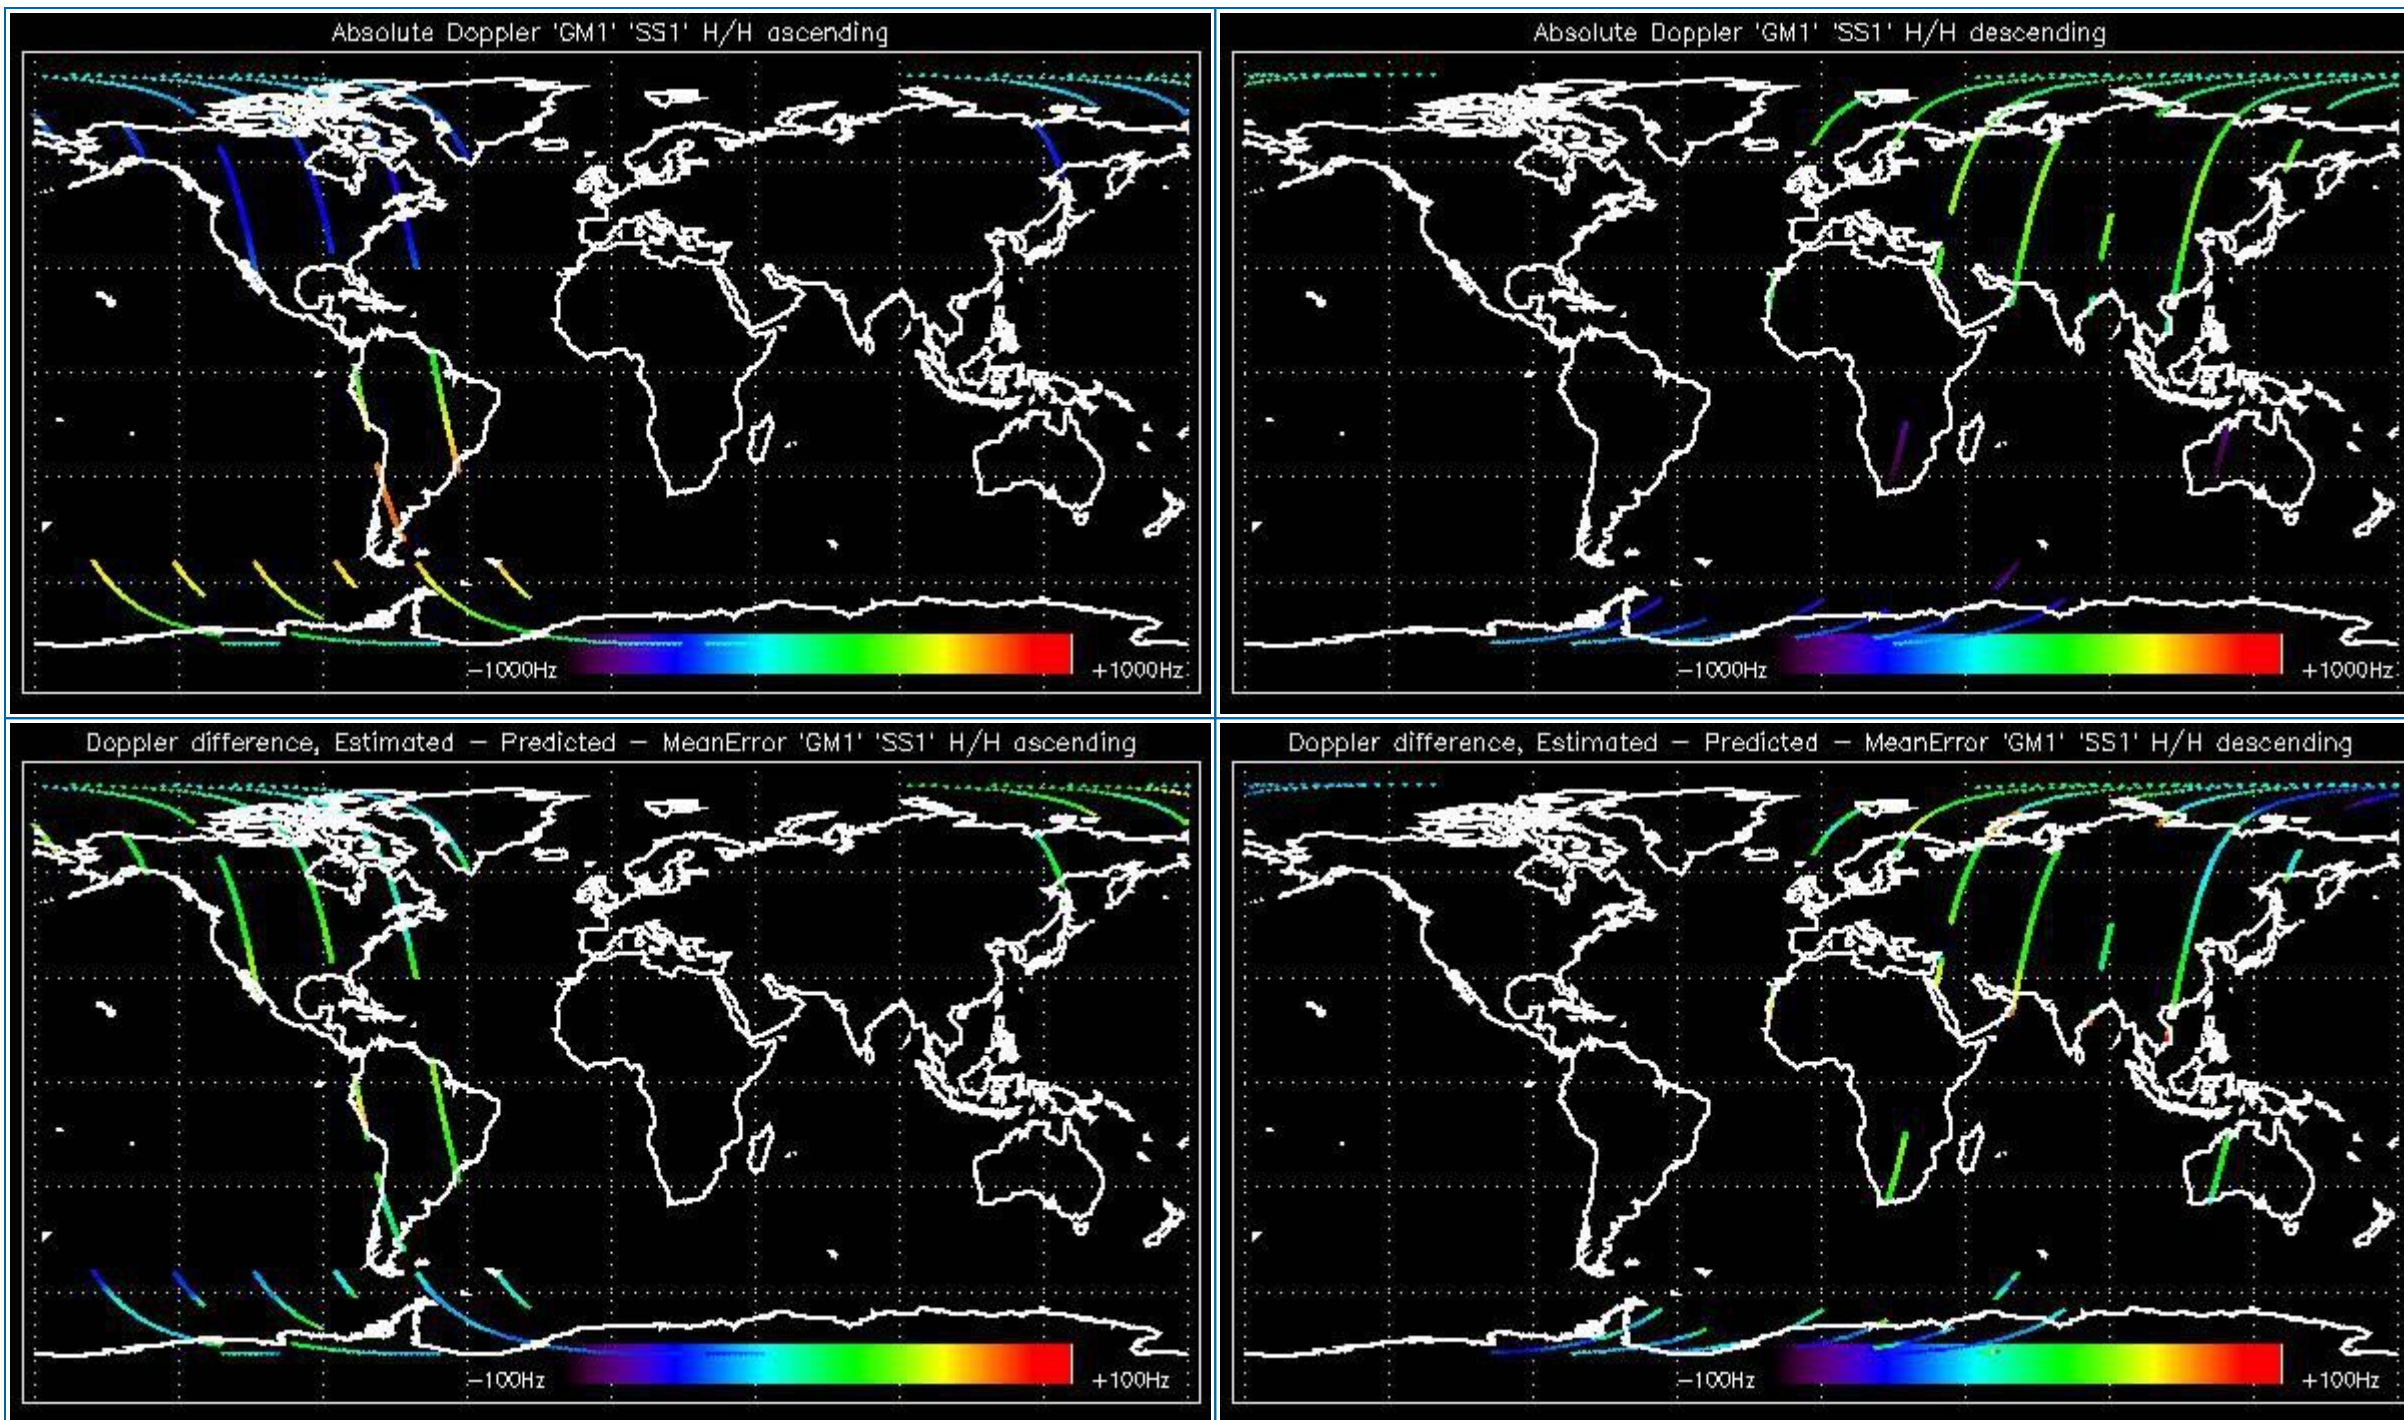 Absolute Doppler 'GM1' 'SS1' H/H ascending
−1000Hz
+1000Hz
Absolute Doppler 'GM1' 'SS1' H/H descending
−1000Hz
+1000Hz
Doppler difference, Estimated − Predicted − MeanError 'GM1' 'SS1' H/H ascending
−100Hz
+100Hz
Doppler difference, Estimated − Predicted − MeanError 'GM1' 'SS1' H/H descending
−100Hz
+100Hz